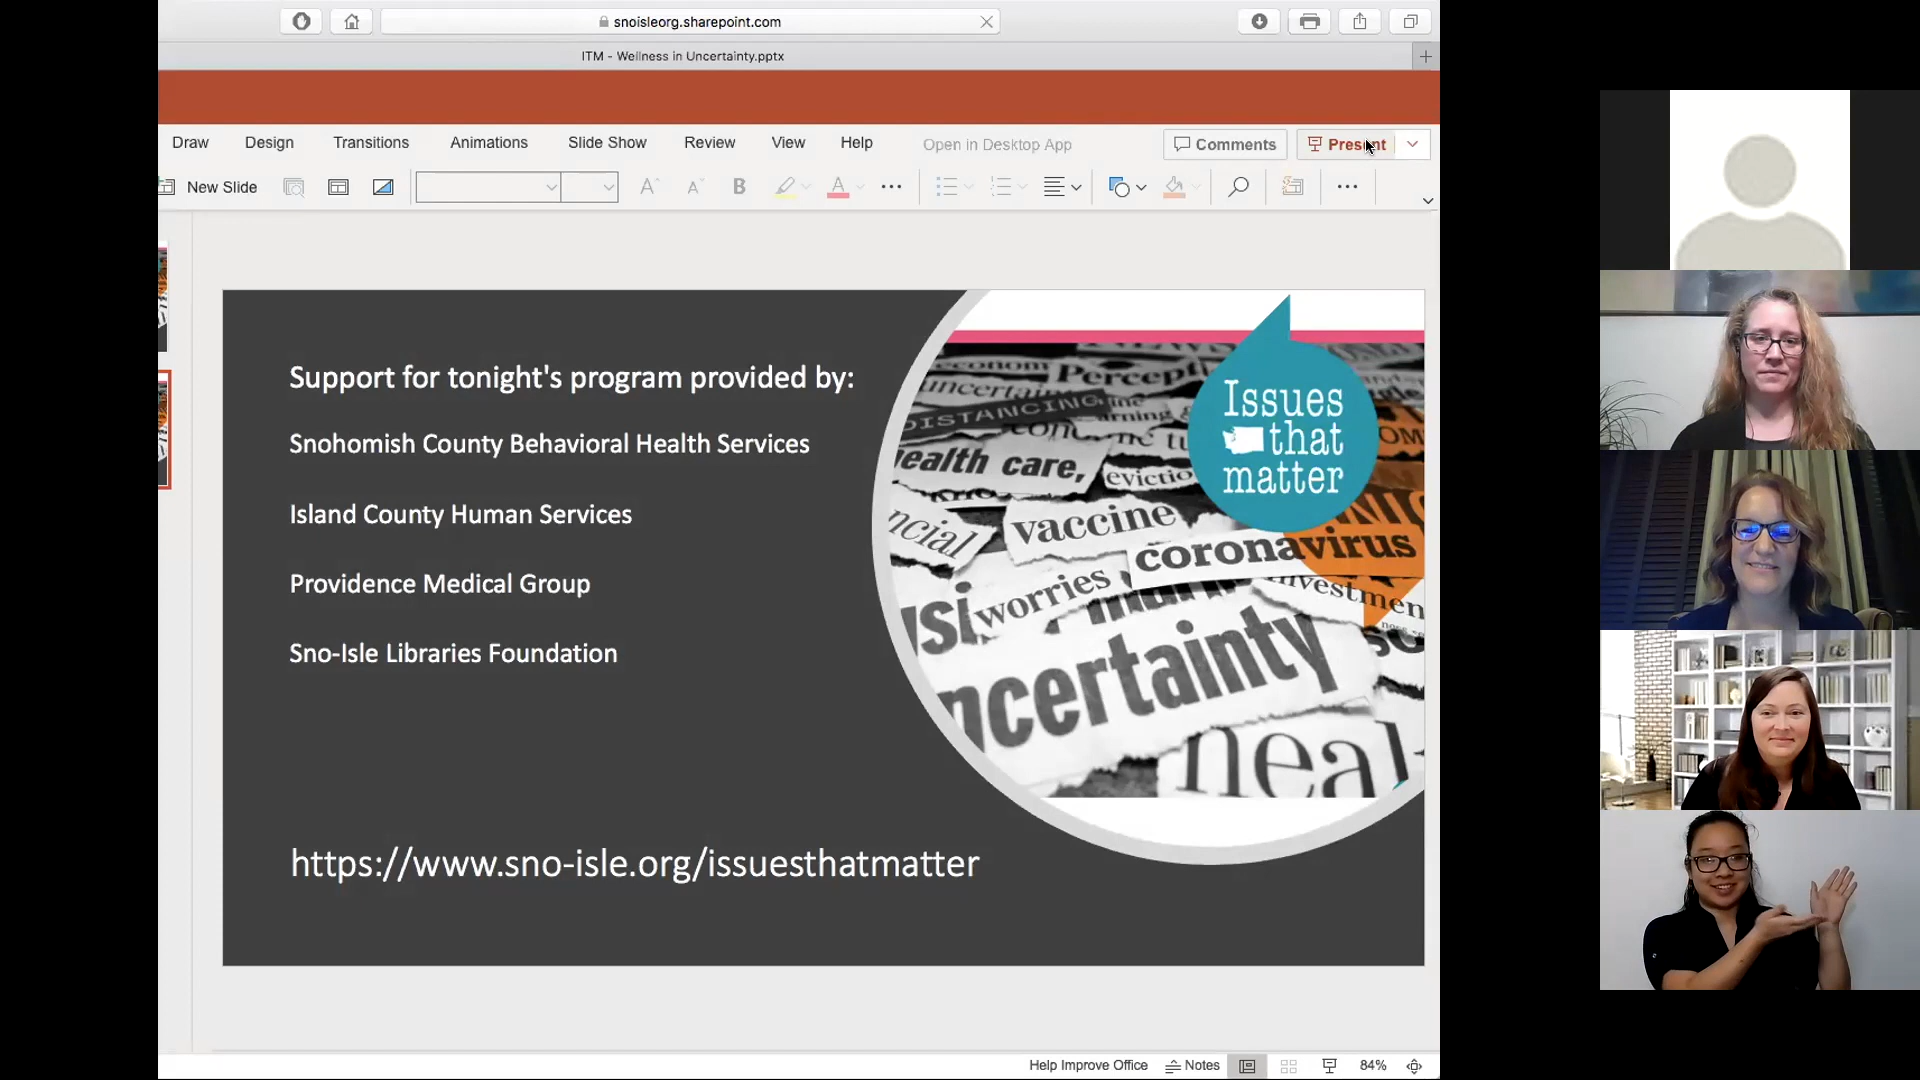 snoisleorg.sharepoint.com
ITM - Wellness in Uncertainty.pptx
Draw Design Transitions Animations Slide Show Review View Help Open in Desktop App Comments Present
New Slide
Support for tonight's program provided by:
Snohomish County Behavioral Health Services
Island County Human Services
Providence Medical Group
Sno-Isle Libraries Foundation
https://www.sno-isle.org/issuesthatmatter
Issues
that
matter
DISTANCING
health care,
vaccine
coronavirus
worries
Help Improve Office Notes 84%